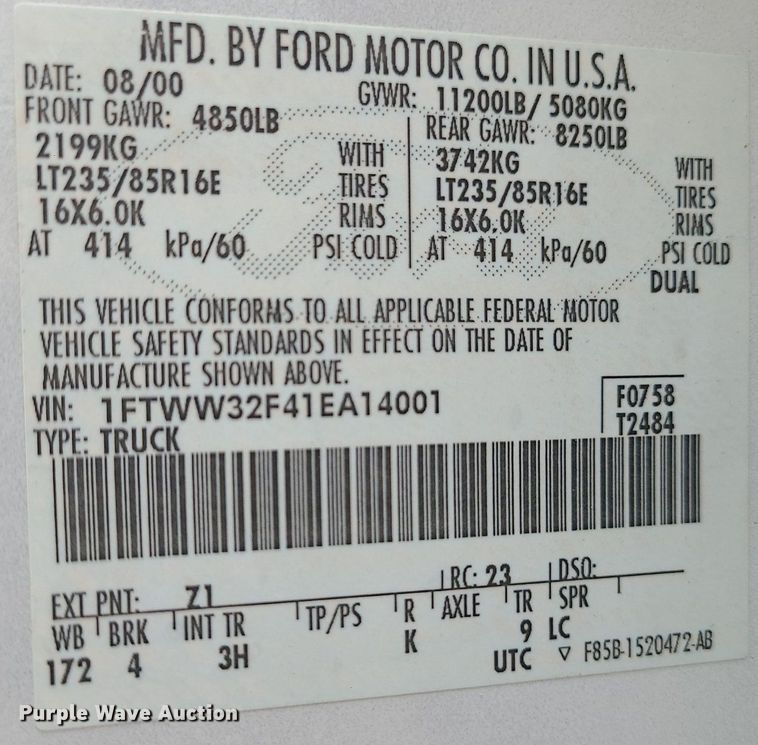 MFD. BY FORD MOTOR CO. IN U.S.A.
DATE: 08/00 GVWR: 11200LB/ 5080KG
FRONT GAWR: 4850LB REAR GAWR: 8250LB
2199KG WITH 3742KG WITH
LT235/85R16E TIRES LT235/85R16E TIRES
16X6.0K RIMS 16X6.0K RIMS
AT 414 kPa/60 PSI COLD AT 414 kPa/60 PSI COLD
DUAL
THIS VEHICLE CONFORMS TO ALL APPLICABLE FEDERAL MOTOR
VEHICLE SAFETY STANDARDS IN EFFECT ON THE DATE OF
MANUFACTURE SHOWN ABOVE.
VIN: 1FTWW32F41EA14001 F0758
TYPE: TRUCK T2484
EXT PNT: Z1 RC: 23 DSO:
WB BRK INT TR TP/PS R AXLE TR SPR
172 4 3H K 9 LC
UTC ▽ F85B-1520472-AB
Purple Wave Auction